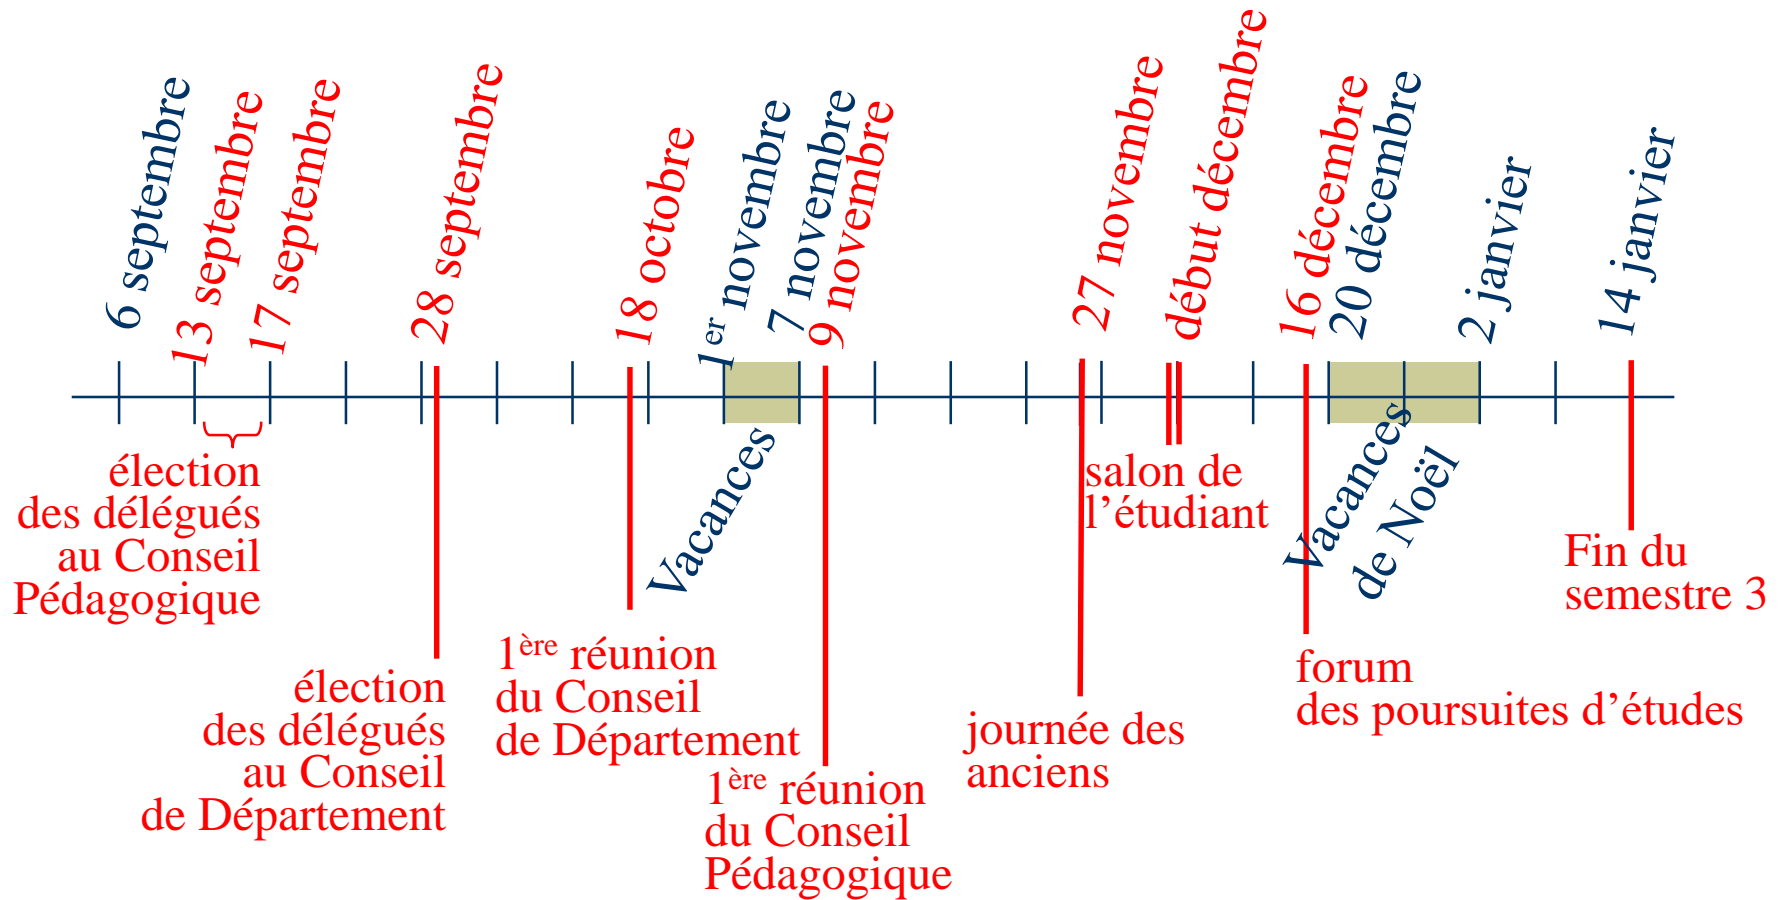 6 septembre
13 septembre
17 septembre
28 septembre
18 octobre
1er novembre
7 novembre
9 novembre
27 novembre
début décembre
16 décembre
20 décembre
2 janvier
14 janvier
élection
des délégués
au Conseil
Pédagogique
élection
des délégués
au Conseil
de Département
1ère réunion
du Conseil
de Département
Vacances
1ère réunion
du Conseil
Pédagogique
journée des
anciens
salon de
l’étudiant
forum
des poursuites d’études
Vacances
de Noël
Fin du
semestre 3